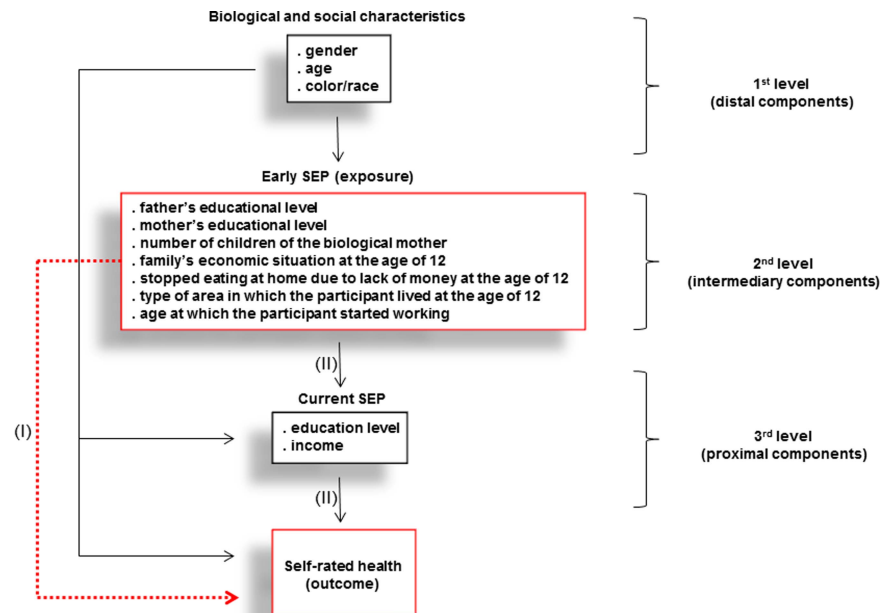 Biological and social characteristics
. gender
. age
. color/race
1st level
(distal components)
Early SEP (exposure)
. father's educational level
. mother's educational level
. number of children of the biological mother
. family's economic situation at the age of 12
. stopped eating at home due to lack of money at the age of 12
. type of area in which the participant lived at the age of 12
. age at which the participant started working
2nd level
(intermediary components)
(II)
Current SEP
. education level
. income
3rd level
(proximal components)
(I)
(II)
Self-rated health
(outcome)